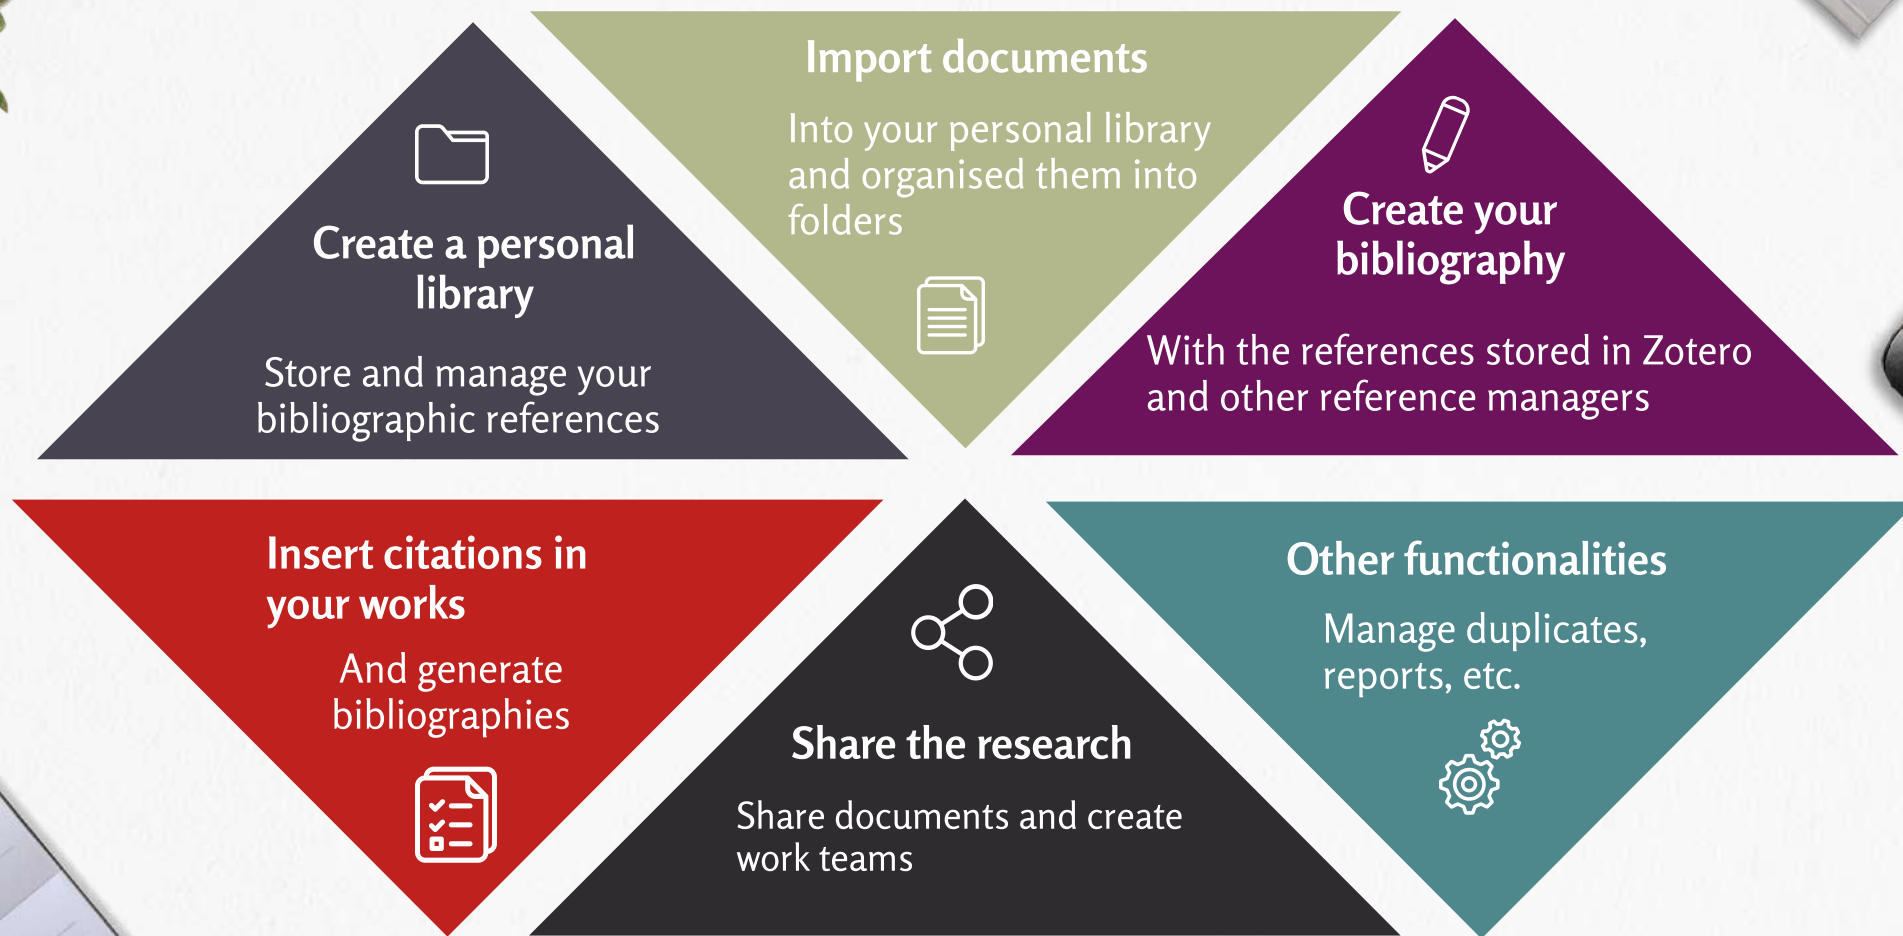 Create a personal
library
Store and manage your
bibliographic references
Import documents
Into your personal library
and organised them into
folders
Create your
bibliography
With the references stored in Zotero
and other reference managers
Insert citations in
your works
And generate
bibliographies
Share the research
Share documents and create
work teams
Other functionalities
Manage duplicates,
reports, etc.